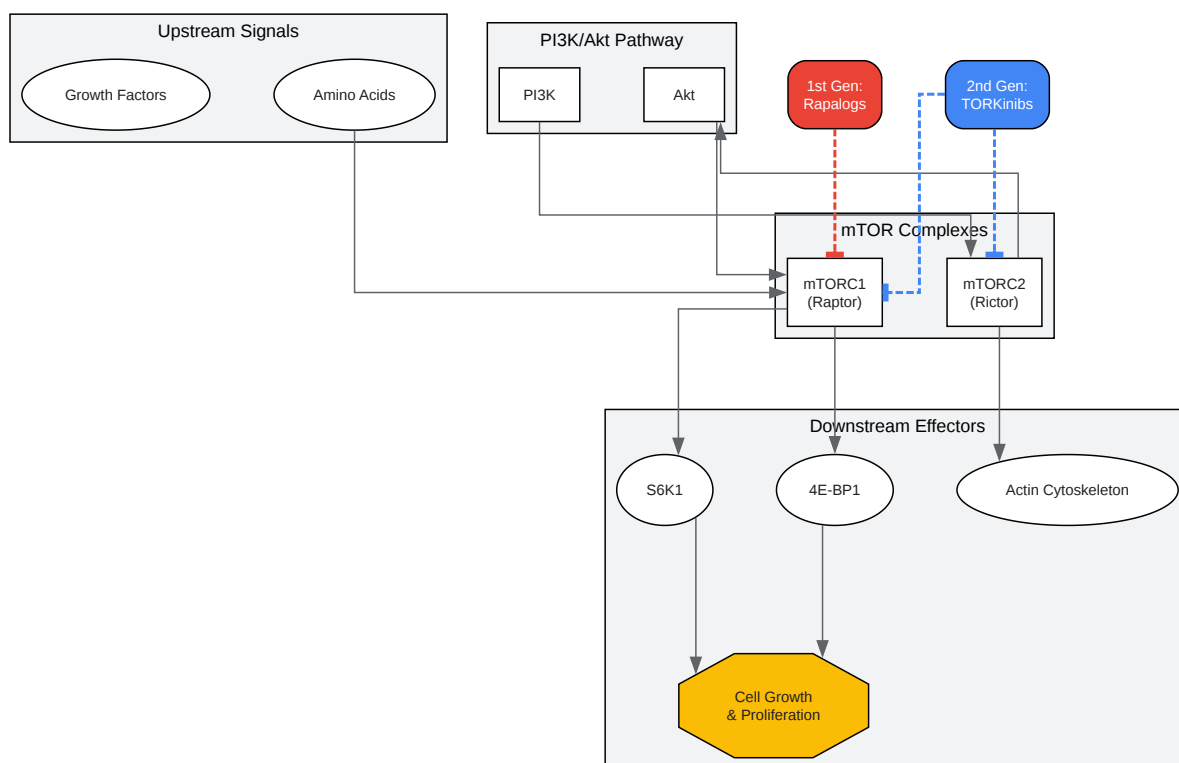 Upstream Signals
Growth Factors
Amino Acids
PI3K/Akt Pathway
PI3K
Akt
1st Gen:
Rapalogs
2nd Gen:
TORKinibs
mTOR Complexes
mTORC1
(Raptor)
mTORC2
(Rictor)
Downstream Effectors
S6K1
4E-BP1
Actin Cytoskeleton
Cell Growth
& Proliferation